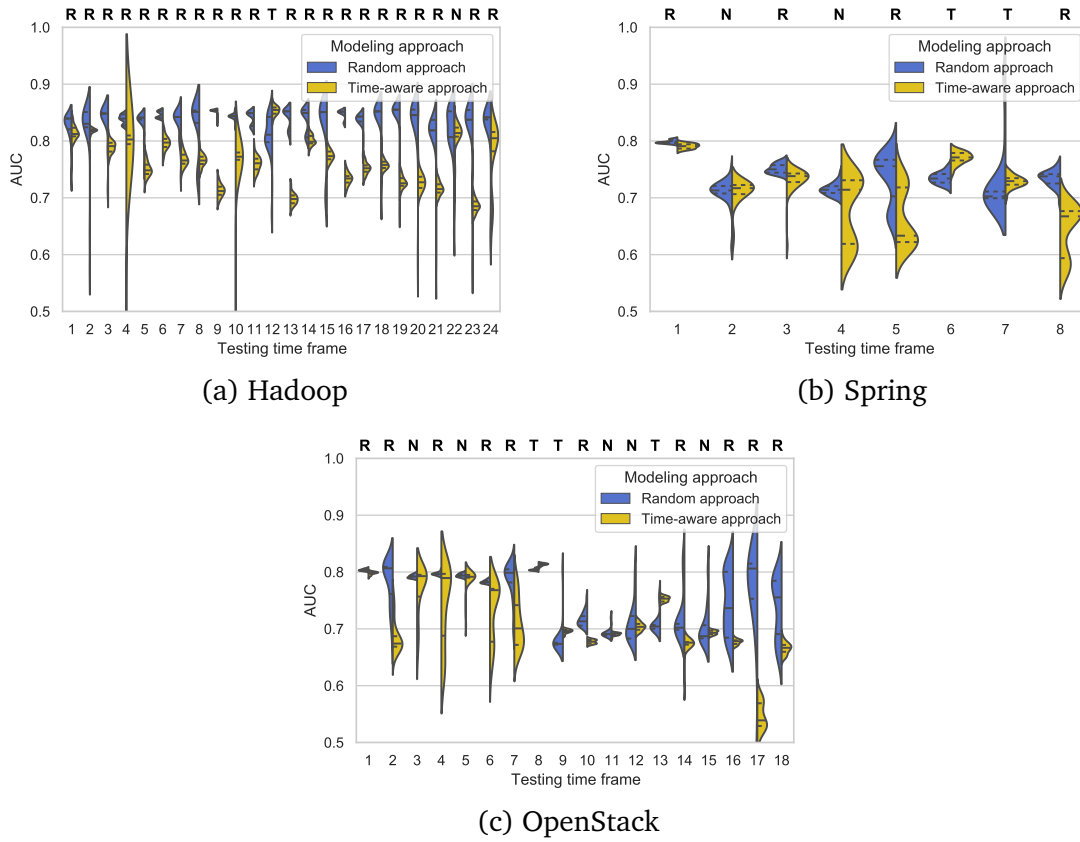 R R R R R R R R R R R T R R R R R R R R R N R R
1.0
0.9
0.8
0.7
0.6
0.5
AUC
Modeling approach
Random approach
Time-aware approach
1 2 3 4 5 6 7 8 9 10 11 12 13 14 15 16 17 18 19 20 21 22 23 24
Testing time frame
(a) Hadoop
R N R N R T T R
1.0
0.9
0.8
0.7
0.6
0.5
AUC
Modeling approach
Random approach
Time-aware approach
1 2 3 4 5 6 7 8
Testing time frame
(b) Spring
R R N R N R R T T R N N T R N R R R
1.0
0.9
0.8
0.7
0.6
0.5
AUC
Modeling approach
Random approach
Time-aware approach
1 2 3 4 5 6 7 8 9 10 11 12 13 14 15 16 17 18
Testing time frame
(c) OpenStack